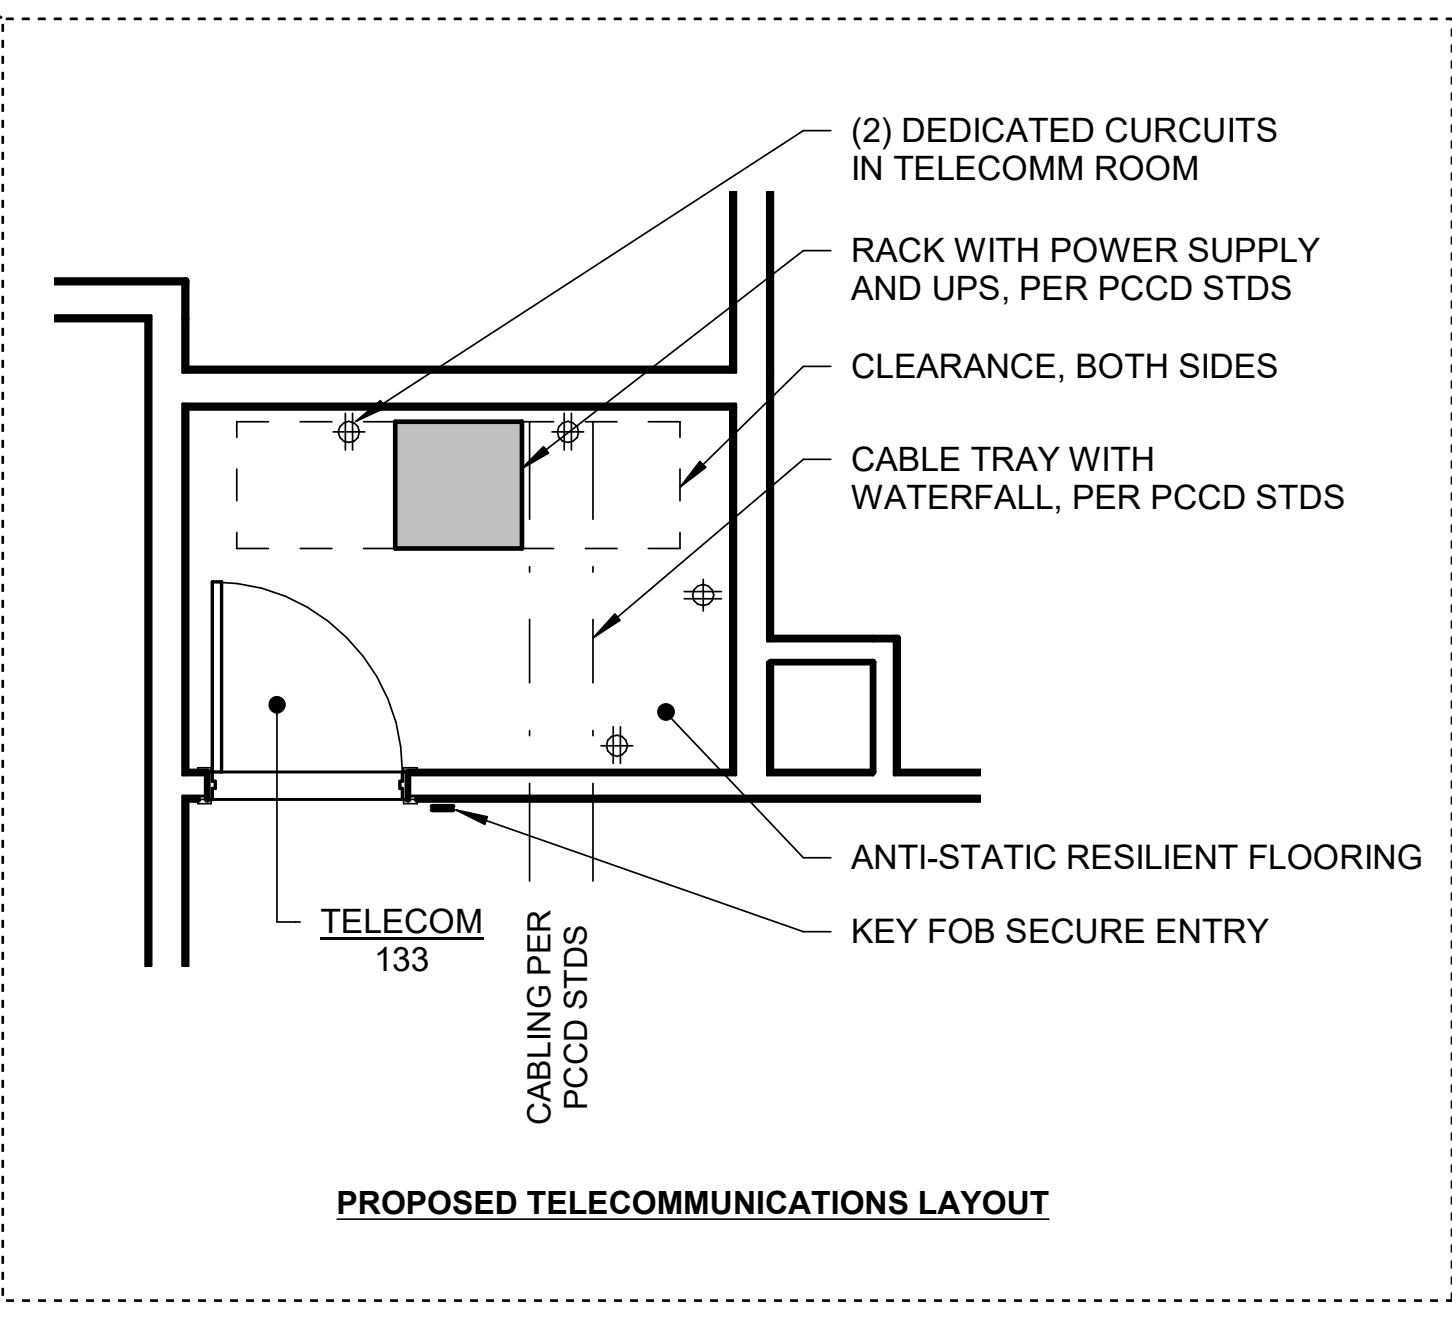 (2) DEDICATED CURCUITS
IN TELECOMM ROOM
RACK WITH POWER SUPPLY
AND UPS, PER PCCD STDS
CLEARANCE, BOTH SIDES
CABLE TRAY WITH
WATERFALL, PER PCCD STDS
ANTI-STATIC RESILIENT FLOORING
KEY FOB SECURE ENTRY
TELECOM
133
CABLING PER
PCCD STDS
PROPOSED TELECOMMUNICATIONS LAYOUT